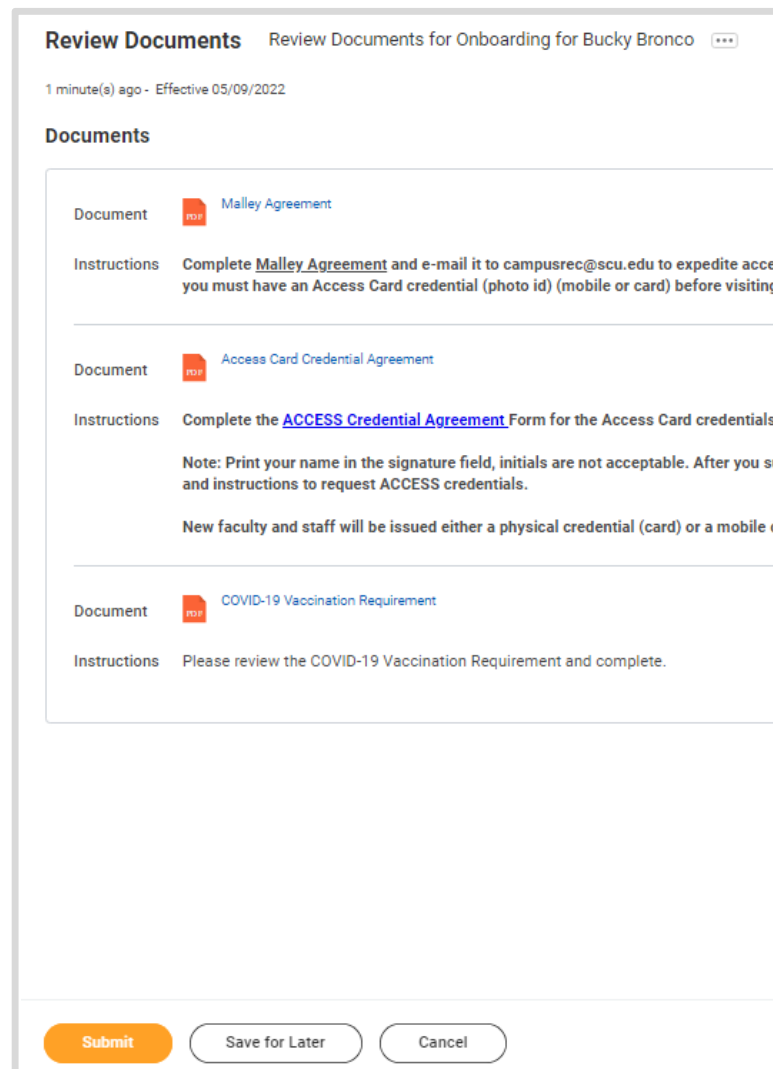 Review Documents Review Documents for Onboarding for Bucky Bronco
1 minute(s) ago - Effective 05/09/2022
Documents
Document PDF Malley Agreement
Instructions Complete Malley Agreement and e-mail it to campusrec@scu.edu to expedite acce
you must have an Access Card credential (photo id) (mobile or card) before visiting
Document PDF Access Card Credential Agreement
Instructions Complete the ACCESS Credential Agreement Form for the Access Card credentials
Note: Print your name in the signature field, initials are not acceptable. After you s
and instructions to request ACCESS credentials.
New faculty and staff will be issued either a physical credential (card) or a mobile
Document PDF COVID-19 Vaccination Requirement
Instructions Please review the COVID-19 Vaccination Requirement and complete.
Submit Save for Later Cancel